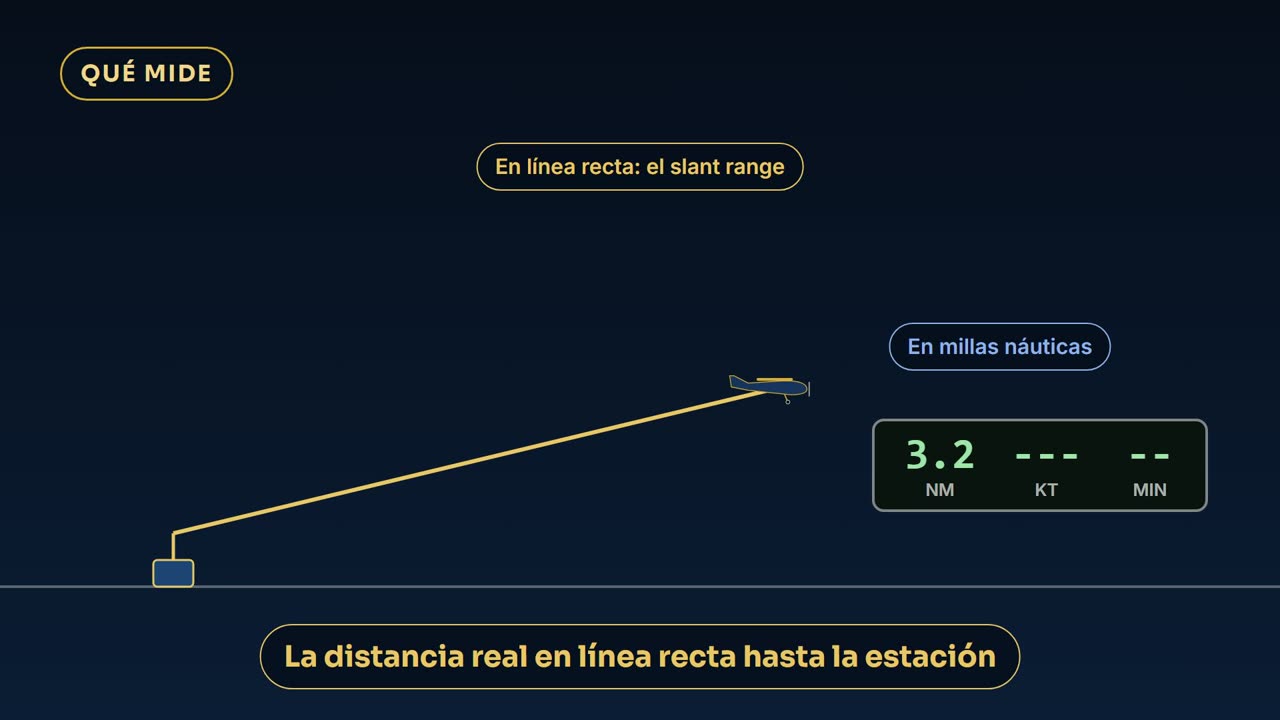 QUÉ MIDE
En línea recta: el slant range
En millas náuticas
3.2 --- --
NM KT MIN
La distancia real en línea recta hasta la estación